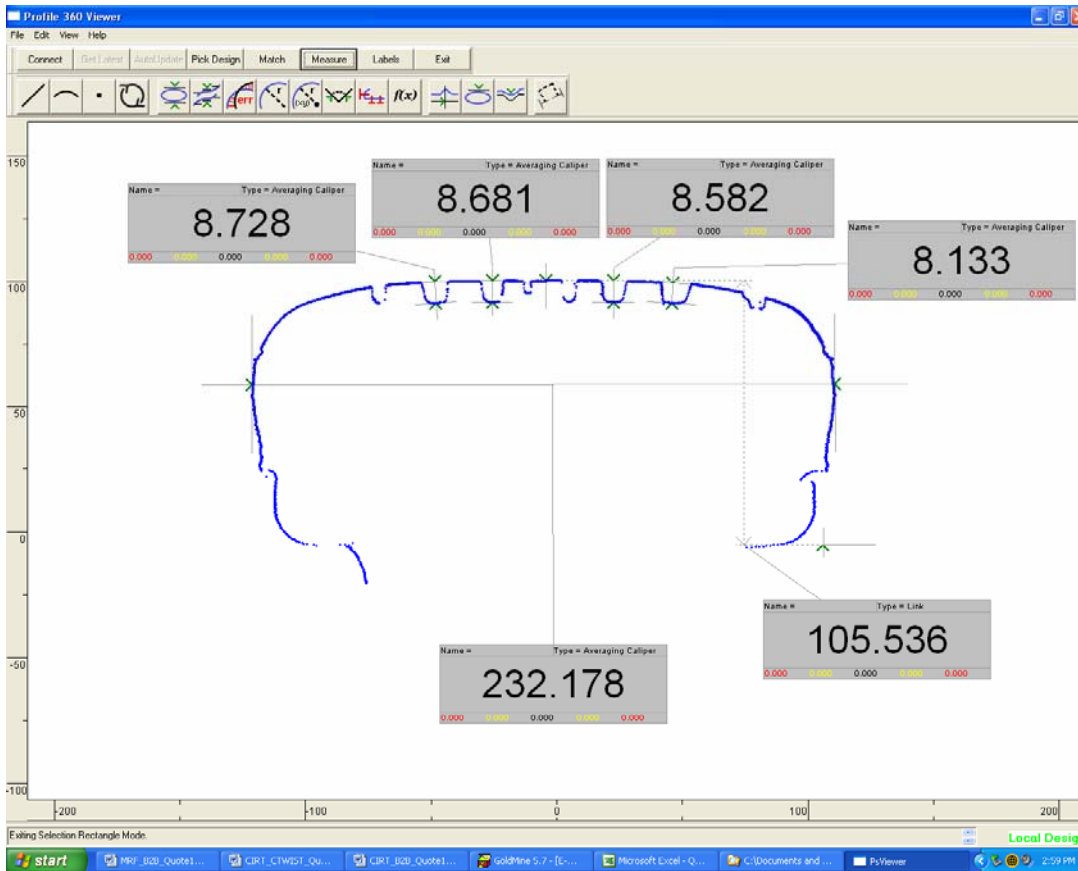 Profile 360 Viewer
File Edit View Help
Connect Get Latest AutoUpdate Pick Design Match Measure Labels Exit
err r r f(x)
Name = Type = Averaging Caliper
8.728
0.000 0.000 0.000 0.000 0.000
Name = Type = Averaging Caliper
8.681
0.000 0.000 0.000 0.000 0.000
Name = Type = Averaging Caliper
8.582
0.000 0.000 0.000 0.000 0.000
Name = Type = Averaging Caliper
8.133
0.000 0.000 0.000 0.000 0.000
150
100
50
0
-50
-100
Name = Type = Link
105.536
0.000 0.000 0.000 0.000 0.000
Name = Type = Averaging Caliper
232.178
0.000 0.000 0.000 0.000 0.000
-200 -100 0 100 200
Exiting Selection Rectangle Mode.
Local Desig
start MRF_B2B_Quote1... CIRT_CTWIST_Qu... CIRT_B2B_Quote1... GoldMine 5.7 - [E-... Microsoft Excel - Q... C:\Documents and ... PsViewer 2:59 PM